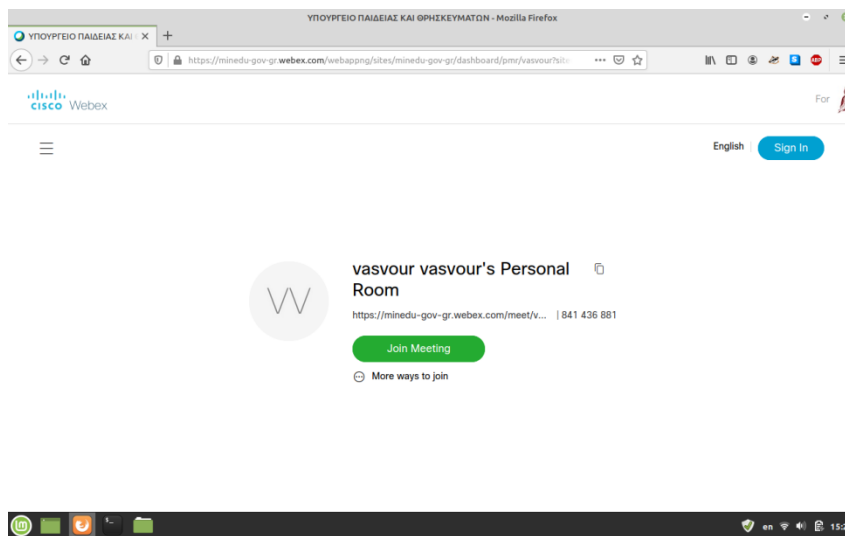 ΥΠΟΥΡΓΕΙΟ ΠΑΙΔΕΙΑΣ ΚΑΙ ΘΡΗΣΚΕΥΜΑΤΩΝ - Mozilla Firefox
ΥΠΟΥΡΓΕΙΟ ΠΑΙΔΕΙΑΣ ΚΑΙ
https://minedu-gov-gr.webex.com/webappng/sites/minedu-gov-gr/dashboard/pmr/vasvour?site
cisco Webex
For
English
Sign In
VV
vasvour vasvour's Personal
Room
https://minedu-gov-gr.webex.com/meet/v... | 841 436 881
Join Meeting
More ways to join
en